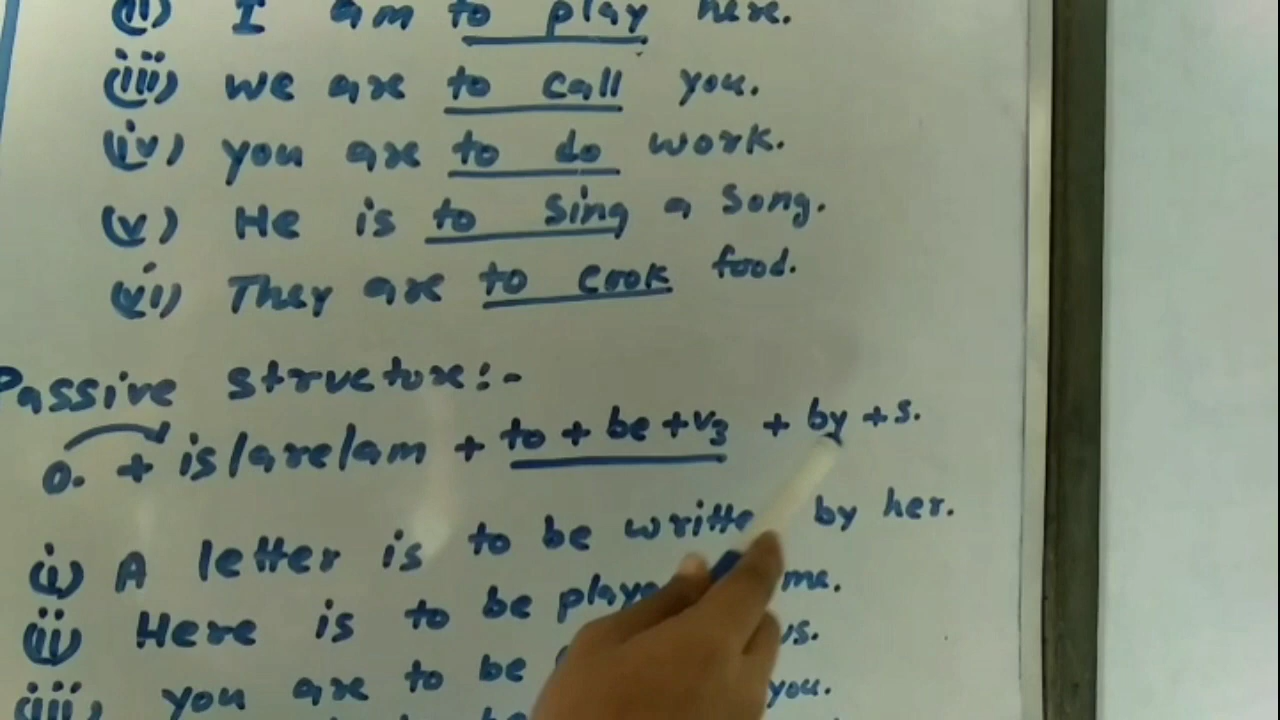 (ii) I am to play here.
(iii) we are to call you.
(iv) you are to do work.
(v) He is to sing a song.
(vi) They are to cook food.
Passive structure:-
o. + is/are/am + to + be + v3 + by + s.
(i) A letter is to be by her.
(ii) Here is to be me.
(iii) you are to be us.
be you.